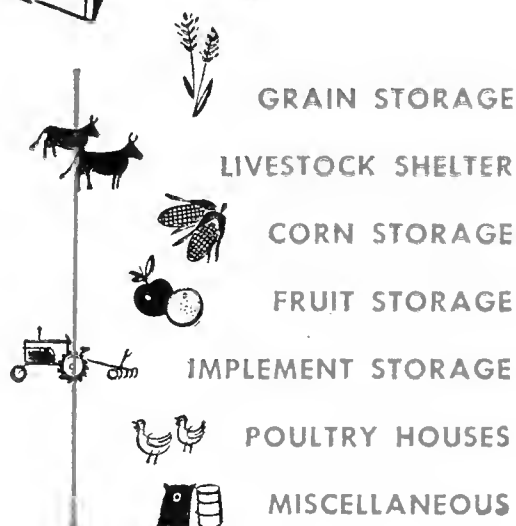 GRAIN STORAGE
LIVESTOCK SHELTER
CORN STORAGE
FRUIT STORAGE
IMPLEMENT STORAGE
POULTRY HOUSES
MISCELLANEOUS